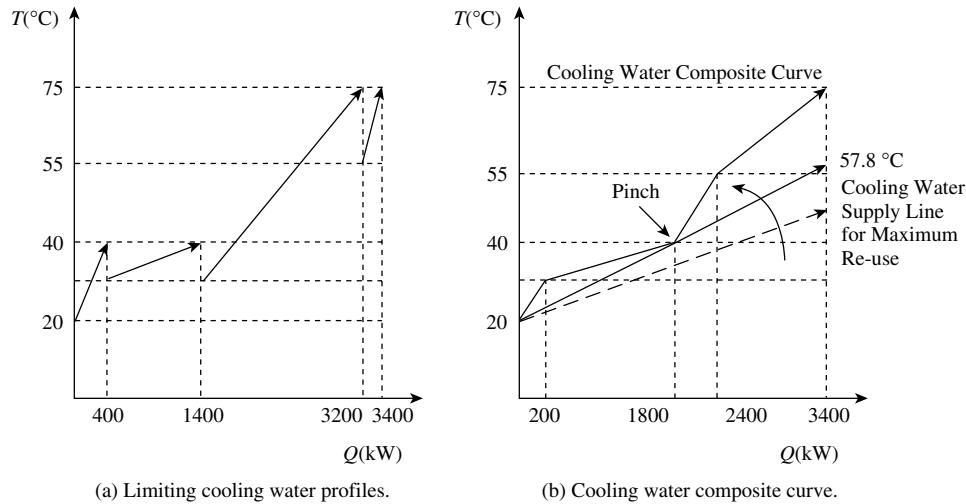 T(°C)
75
55
40
20
400
1400
3200
3400
Q(kW)
(a) Limiting cooling water profiles.
T(°C)
Cooling Water Composite Curve
75
57.8 °C
55
Cooling Water
Supply Line
for Maximum
Re-use
Pinch
40
20
200
1800
2400
3400
Q(kW)
(b) Cooling water composite curve.